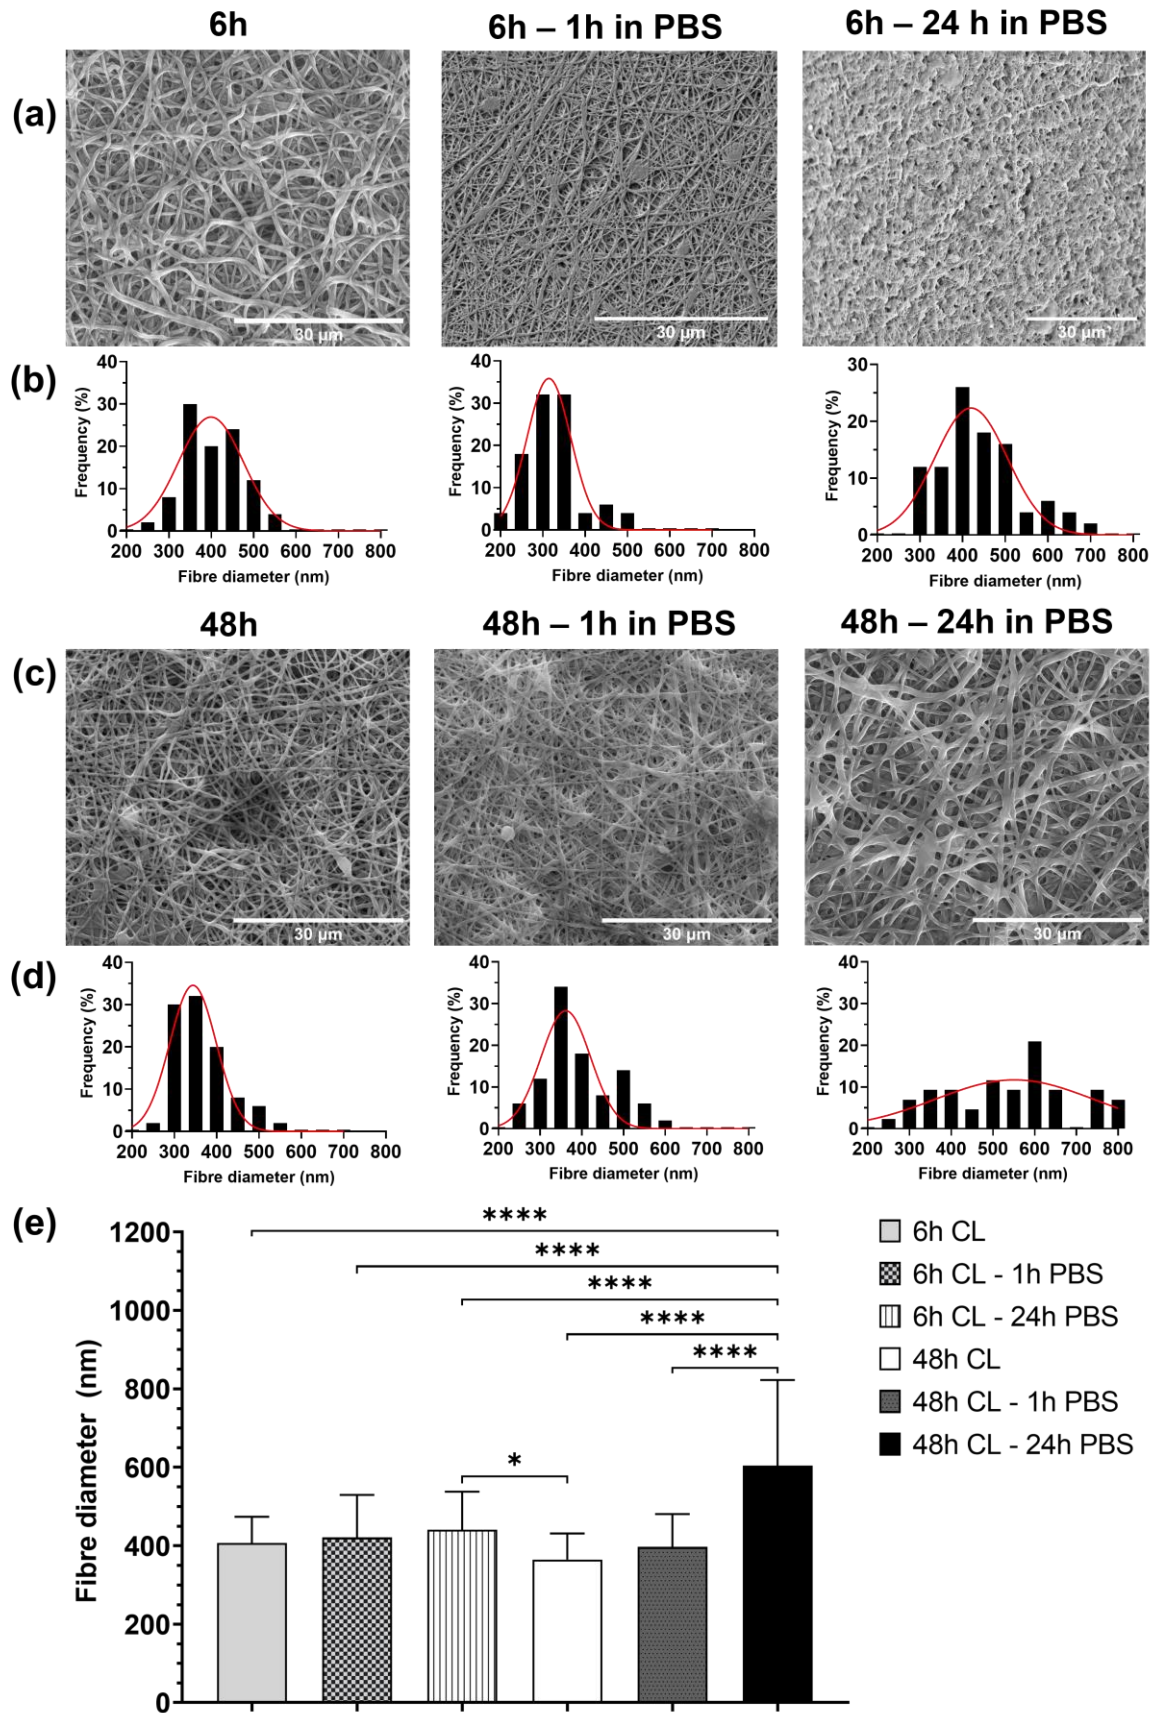 6h
6h – 1h in PBS
6h – 24 h in PBS
(a)
30 µm
30 µm
30 µm
(b)
Frequency (%)
40
30
20
10
0
200 300 400 500 600 700 800
Fibre diameter (nm)
Frequency (%)
40
30
20
10
0
200 300 400 500 600 700 800
Fibre diameter (nm)
Frequency (%)
30
20
10
0
200 300 400 500 600 700 800
Fibre diameter (nm)
48h
48h – 1h in PBS
48h – 24h in PBS
(c)
30 µm
30 µm
30 µm
(d)
Frequency (%)
40
30
20
10
0
200 300 400 500 600 700 800
Fibre diameter (nm)
Frequency (%)
40
30
20
10
0
200 300 400 500 600 700 800
Fibre diameter (nm)
Frequency (%)
40
30
20
10
0
200 300 400 500 600 700 800
Fibre diameter (nm)
(e)
Fibre diameter (nm)
1200
1000
800
600
400
200
0
****
****
****
****
****
*
6h CL
6h CL - 1h PBS
6h CL - 24h PBS
48h CL
48h CL - 1h PBS
48h CL - 24h PBS